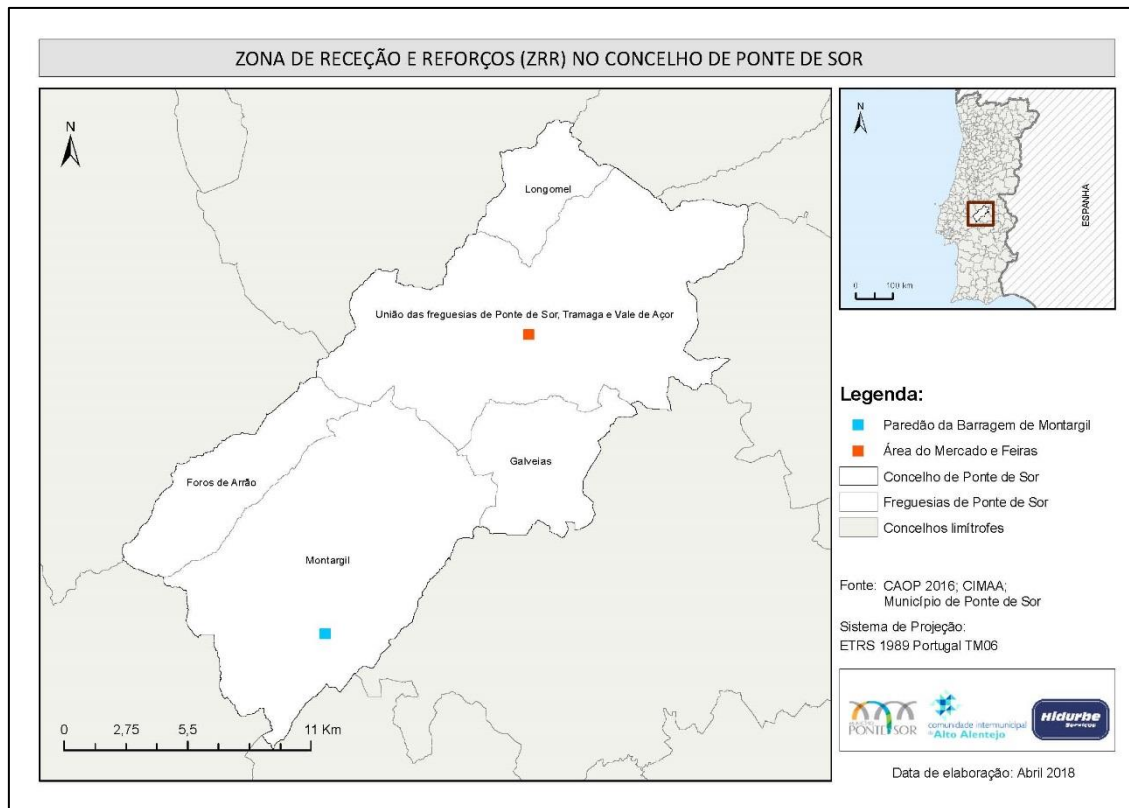 ZONA DE RECEÇÃO E REFORÇOS (ZRR) NO CONCELHO DE PONTE DE SOR
N
Longomel
União das freguesias de Ponte de Sor, Tramaga e Vale de Açor
Galveias
Foros de Arrão
Montargil
0 2,75 5,5 11 Km
N
ESPANHA
0 100 km
Legenda:
Paredão da Barragem de Montargil
Área do Mercado e Feiras
Concelho de Ponte de Sor
Freguesias de Ponte de Sor
Concelhos limítrofes
Fonte: CAOP 2016; CIMAA;
Município de Ponte de Sor
Sistema de Projeção:
ETRS 1989 Portugal TM06
MUNICÍPIO
PONTE SOR
comunidade intermunicipal
do Alto Alentejo
Hidurbe
Serviços
Data de elaboração: Abril 2018